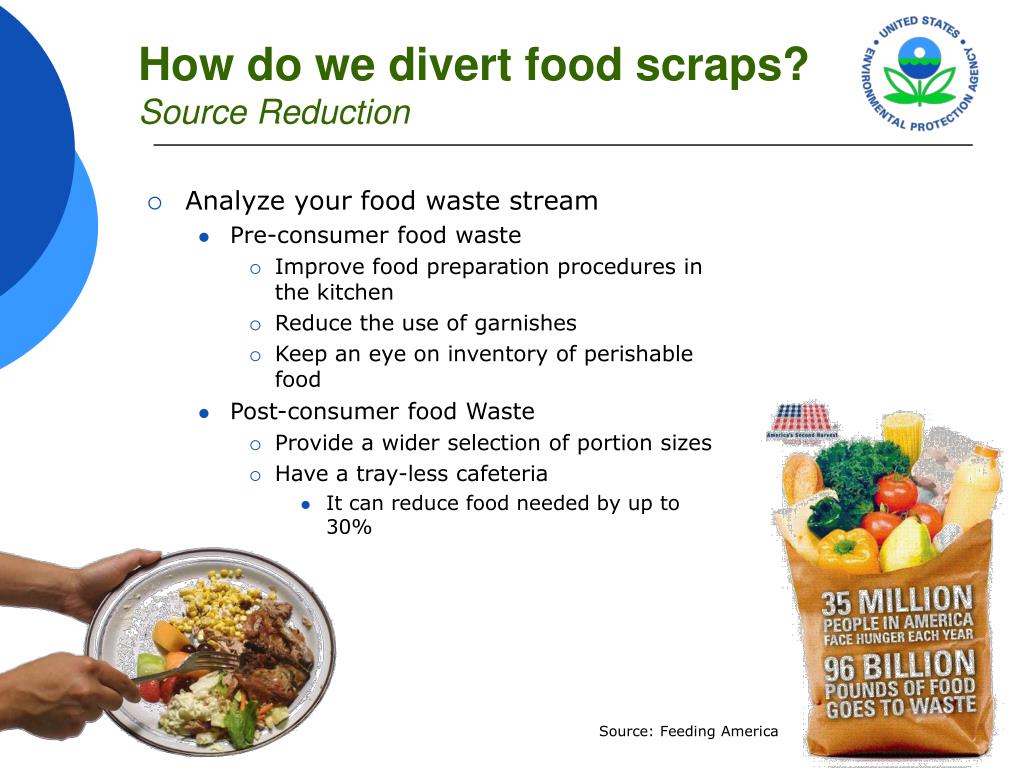 How do we divert food scraps?
Source Reduction
UNITED STATES
ENVIRONMENTAL PROTECTION AGENCY
Analyze your food waste stream
Pre-consumer food waste
Improve food preparation procedures in
the kitchen
Reduce the use of garnishes
Keep an eye on inventory of perishable
food
Post-consumer food Waste
Provide a wider selection of portion sizes
Have a tray-less cafeteria
It can reduce food needed by up to
30%
America's Second Harvest
35 MILLION
PEOPLE IN AMERICA
FACE HUNGER EACH YEAR
96 BILLION
POUNDS OF FOOD
GOES TO WASTE
Source: Feeding America